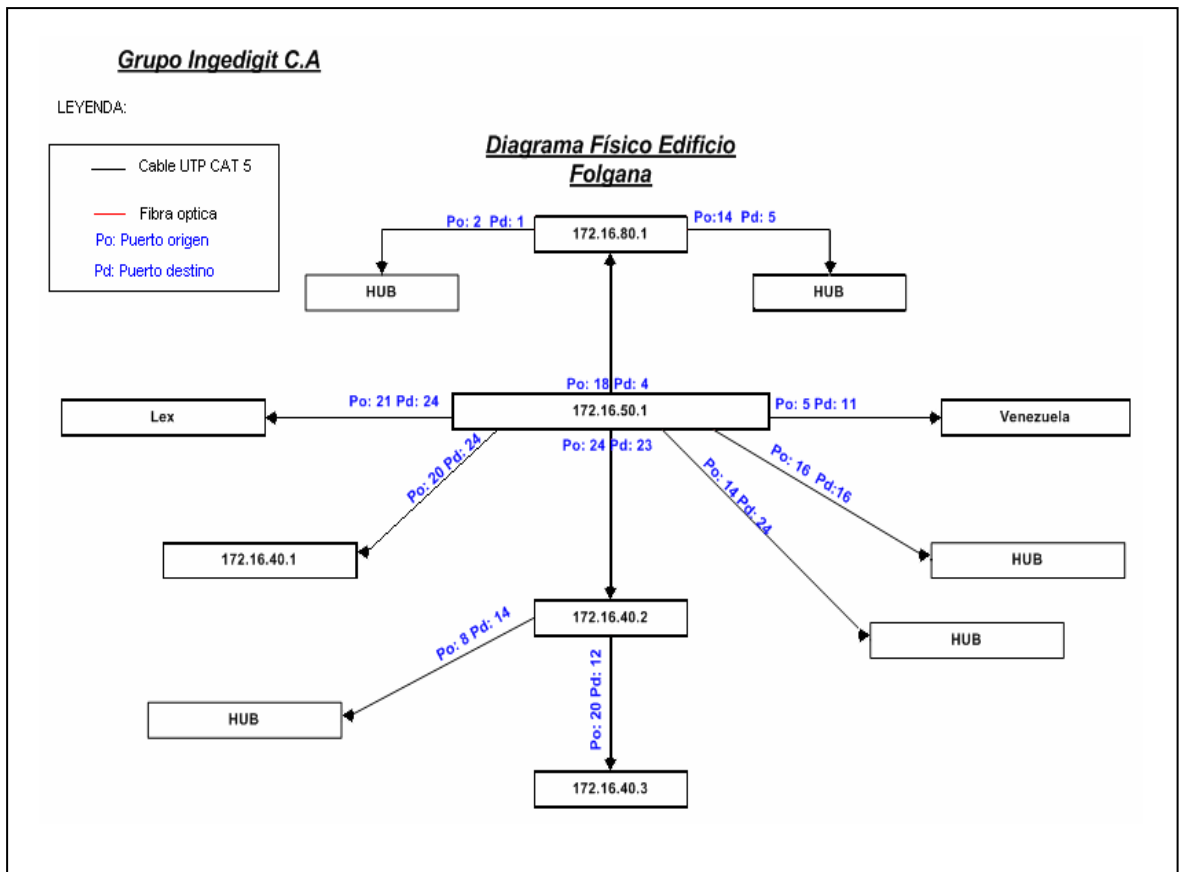 Grupo Ingedigit C.A
LEYENDA:
Cable UTP CAT 5
Fibra optica
Po: Puerto origen
Pd: Puerto destino
Diagrama Físico Edificio
Folgana
Po: 2 Pd: 1
172.16.80.1
Po:14 Pd: 5
HUB
HUB
Po: 18 Pd: 4
Po: 21 Pd: 24
172.16.50.1
Po: 5 Pd: 11
Lex
Venezuela
Po: 20 Pd: 24
Po: 24 Pd: 23
Po: 14 Pd: 24
Po: 16 Pd:16
172.16.40.1
HUB
172.16.40.2
HUB
Po: 8 Pd: 14
Po: 20 Pd: 12
HUB
172.16.40.3